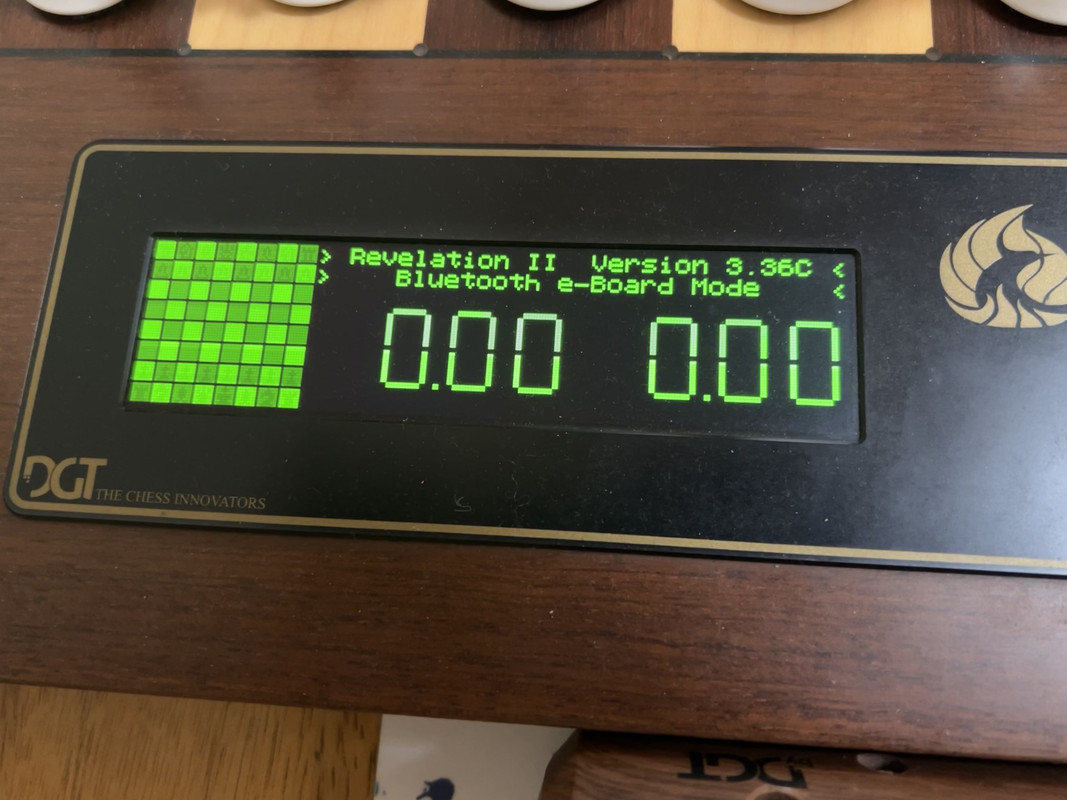 > Revelation II Version 3.36C <
> Bluetooth e-Board Mode <
0.00 0.00
DGT THE CHESS INNOVATORS
DGT